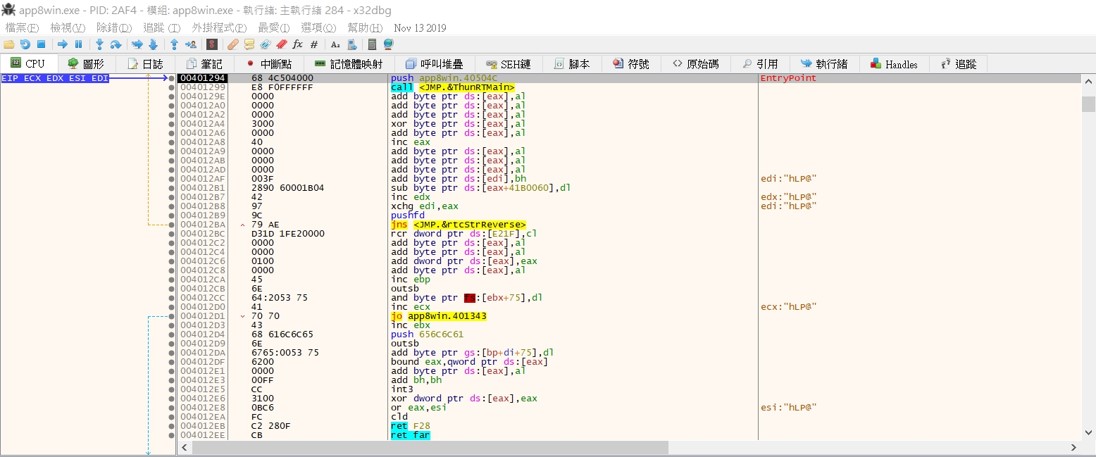 app8win.exe - PID: 2AF4 - 模組: app8win.exe - 執行緒: 主執行緒 284 - x32dbg
檔案(F) 檢視(V) 除錯(D) 追蹤(T) 外掛程式(P) 最愛(I) 選項(O) 幫助(H) Nov 13 2019
CPU 圖形 日誌 筆記 中斷點 記憶體映射 呼叫堆疊 SEH鏈 腳本 符號 原始碼 引用 執行緒 Handles 追蹤
EIP ECX EDX ESI EDI 00401294 68 4C504000 push app8win.40504C EntryPoint
00401299 E8 F0FFFFFF call <JMP.&ThunRTMain>
0040129E 0000 add byte ptr ds:[eax],al
004012A0 0000 add byte ptr ds:[eax],al
004012A2 0000 add byte ptr ds:[eax],al
004012A4 3000 xor byte ptr ds:[eax],al
004012A6 0000 add byte ptr ds:[eax],al
004012A8 40 inc eax
004012A9 0000 add byte ptr ds:[eax],al
004012AB 0000 add byte ptr ds:[eax],al
004012AD 0000 add byte ptr ds:[eax],al
004012AF 003F add byte ptr ds:[edi],bh edi:"hLP@"
004012B1 2890 60001B04 sub byte ptr ds:[eax+41B0060],dl
004012B7 42 inc edx edx:"hLP@"
004012B8 97 xchg edi,eax edi:"hLP@"
004012B9 9C pushfd
004012BA 79 AE jns <JMP.&rtcStrReverse>
004012BC D31D 1FE20000 rcr dword ptr ds:[E21F],cl
004012C2 0000 add byte ptr ds:[eax],al
004012C4 0000 add byte ptr ds:[eax],al
004012C6 0100 add dword ptr ds:[eax],eax
004012C8 0000 add byte ptr ds:[eax],al
004012CA 45 inc ebp
004012CB 6E outsb
004012CC 64:2053 75 and byte ptr fs:[ebx+75],dl
004012D0 41 inc ecx ecx:"hLP@"
004012D1 70 70 jo app8win.401343
004012D3 43 inc ebx
004012D4 68 616C6C65 push 656C6C61
004012D9 6E outsb
004012DA 6765:0053 75 add byte ptr gs:[bp+di+75],dl
004012DF 6200 bound eax,qword ptr ds:[eax]
004012E1 0000 add byte ptr ds:[eax],al
004012E3 00FF add bh,bh
004012E5 CC int3
004012E6 3100 xor dword ptr ds:[eax],eax
004012E8 0BC6 or eax,esi esi:"hLP@"
004012EA FC cld
004012EB C2 280F ret F28
004012EE CB ret far